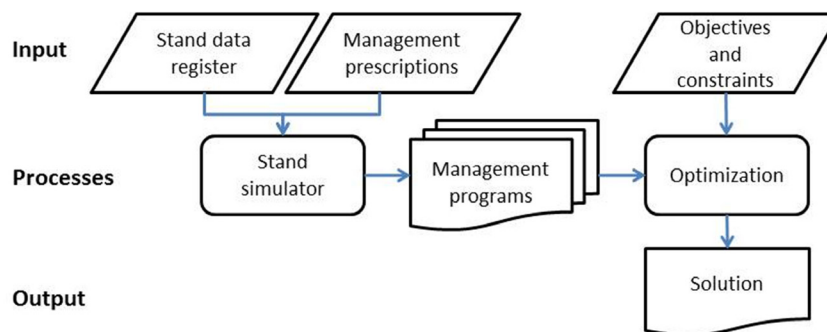 Input
Stand data
register
Management
prescriptions
Objectives
and
constraints
Processes
Stand
simulator
Management
programs
Optimization
Output
Solution